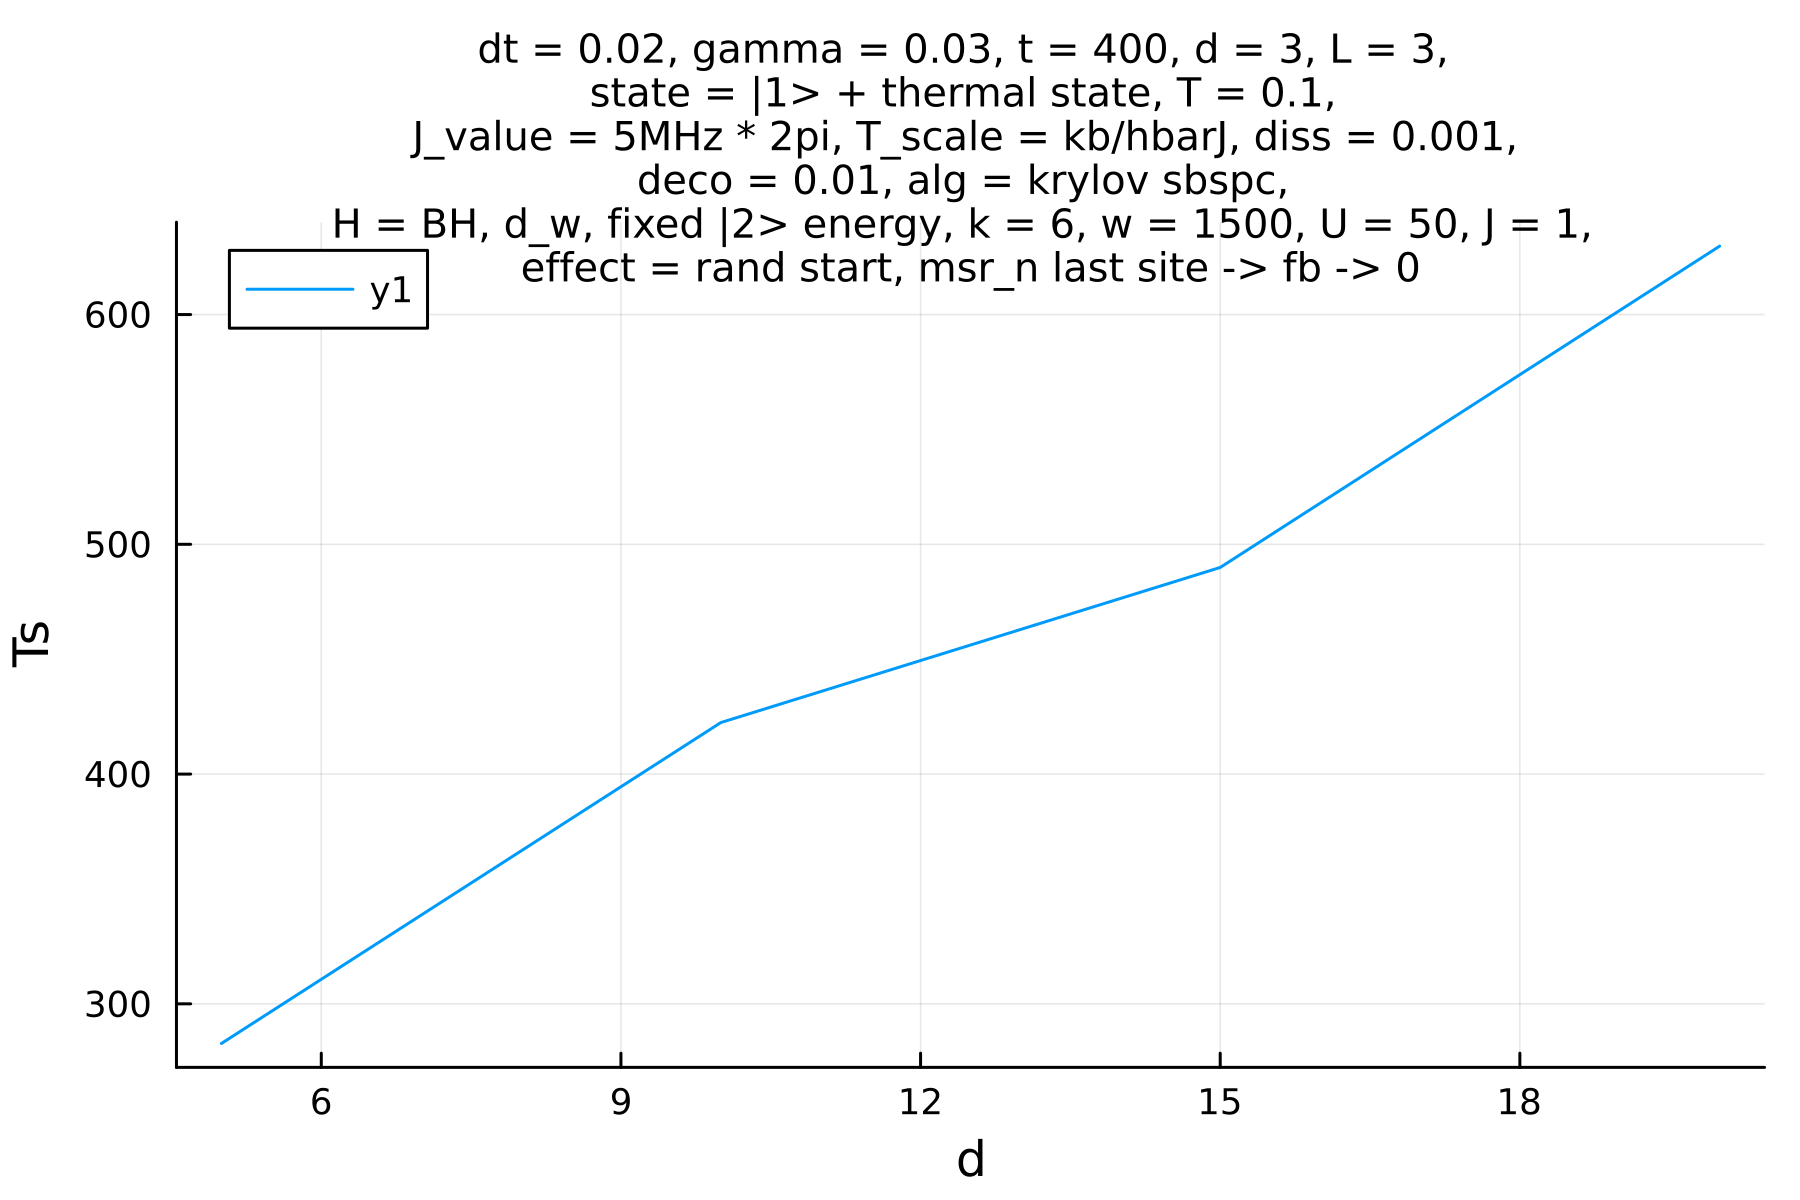 dt = 0.02, gamma = 0.03, t = 400, d = 3, L = 3,
state = |1> + thermal state, T = 0.1,
J_value = 5MHz * 2pi, T_scale = kb/hbarJ, diss = 0.001,
deco = 0.01, alg = krylov sbspc,
H = BH, d_w, fixed |2> energy, k = 6, w = 1500, U = 50, J = 1,
effect = rand start, msr_n last site -> fb -> 0
y1
600
500
400
300
Ts
6 9 12 15 18
d